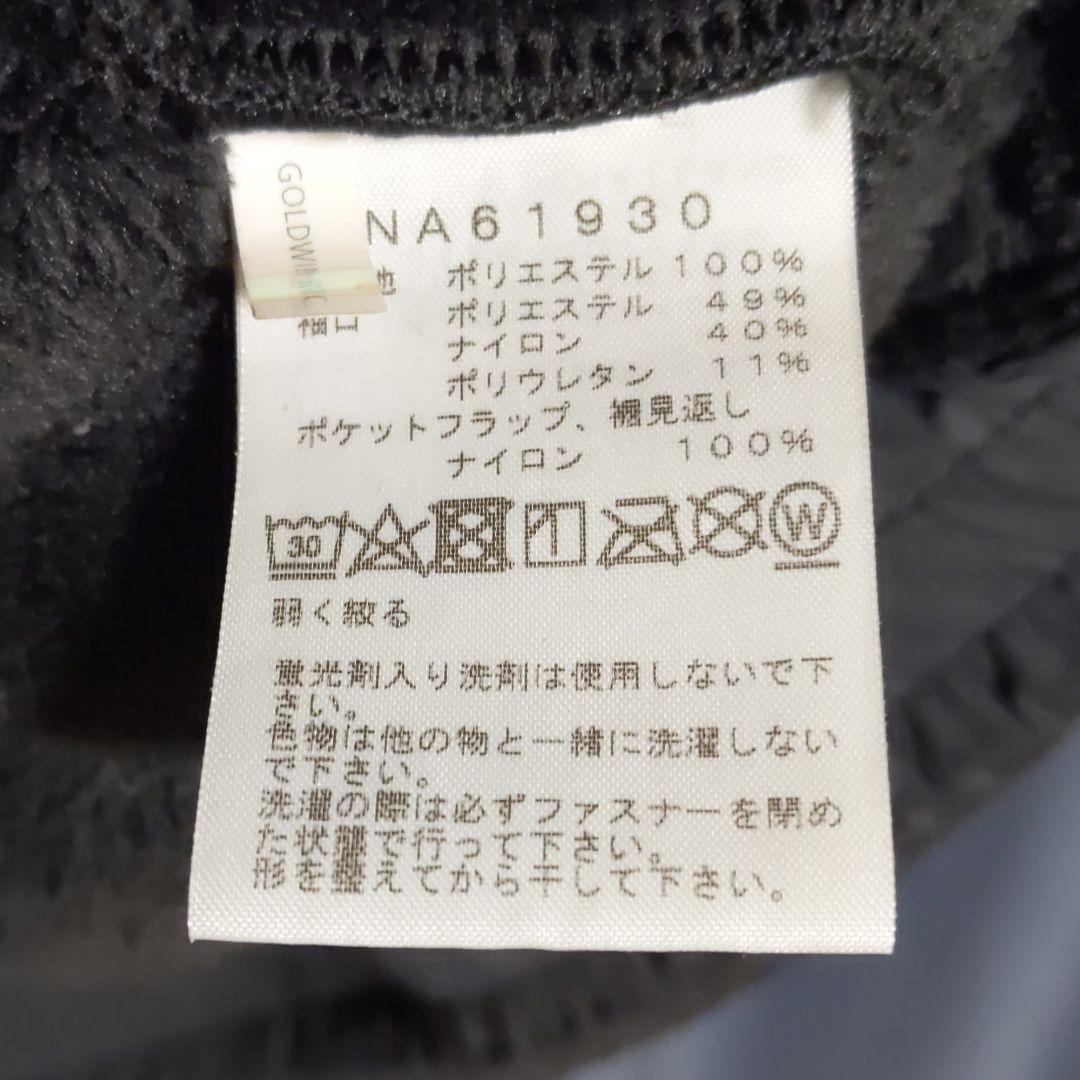 GOLDWIN
NA61930
地 ポリエステル 100%
袖口 ポリエステル 49%
ナイロン 40%
ポリウレタン 11%
ポケットフラップ、裾見返し
ナイロン 100%
30
W
弱く絞る
蛍光剤入り洗剤は使用しないで下
さい。
色物は他の物と一緒に洗濯しない
で下さい。
洗濯の際は必ずファスナーを閉め
た状態で行って下さい。
形を整えてから干して下さい。